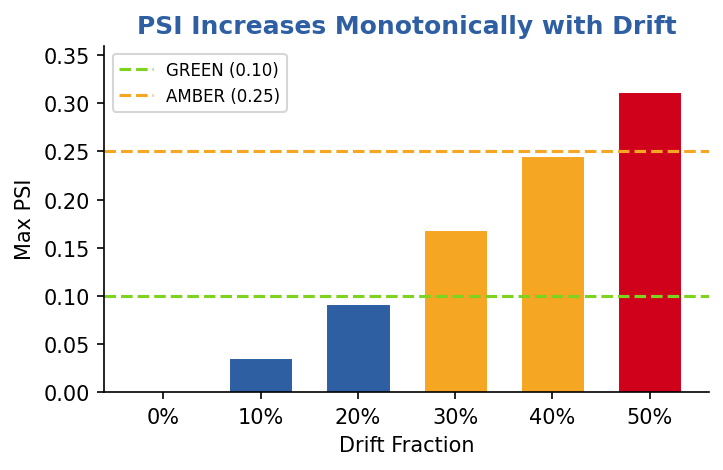 PSI Increases Monotonically with Drift
GREEN (0.10)
AMBER (0.25)
Max PSI
0.35
0.30
0.25
0.20
0.15
0.10
0.05
0.00
0% 10% 20% 30% 40% 50%
Drift Fraction